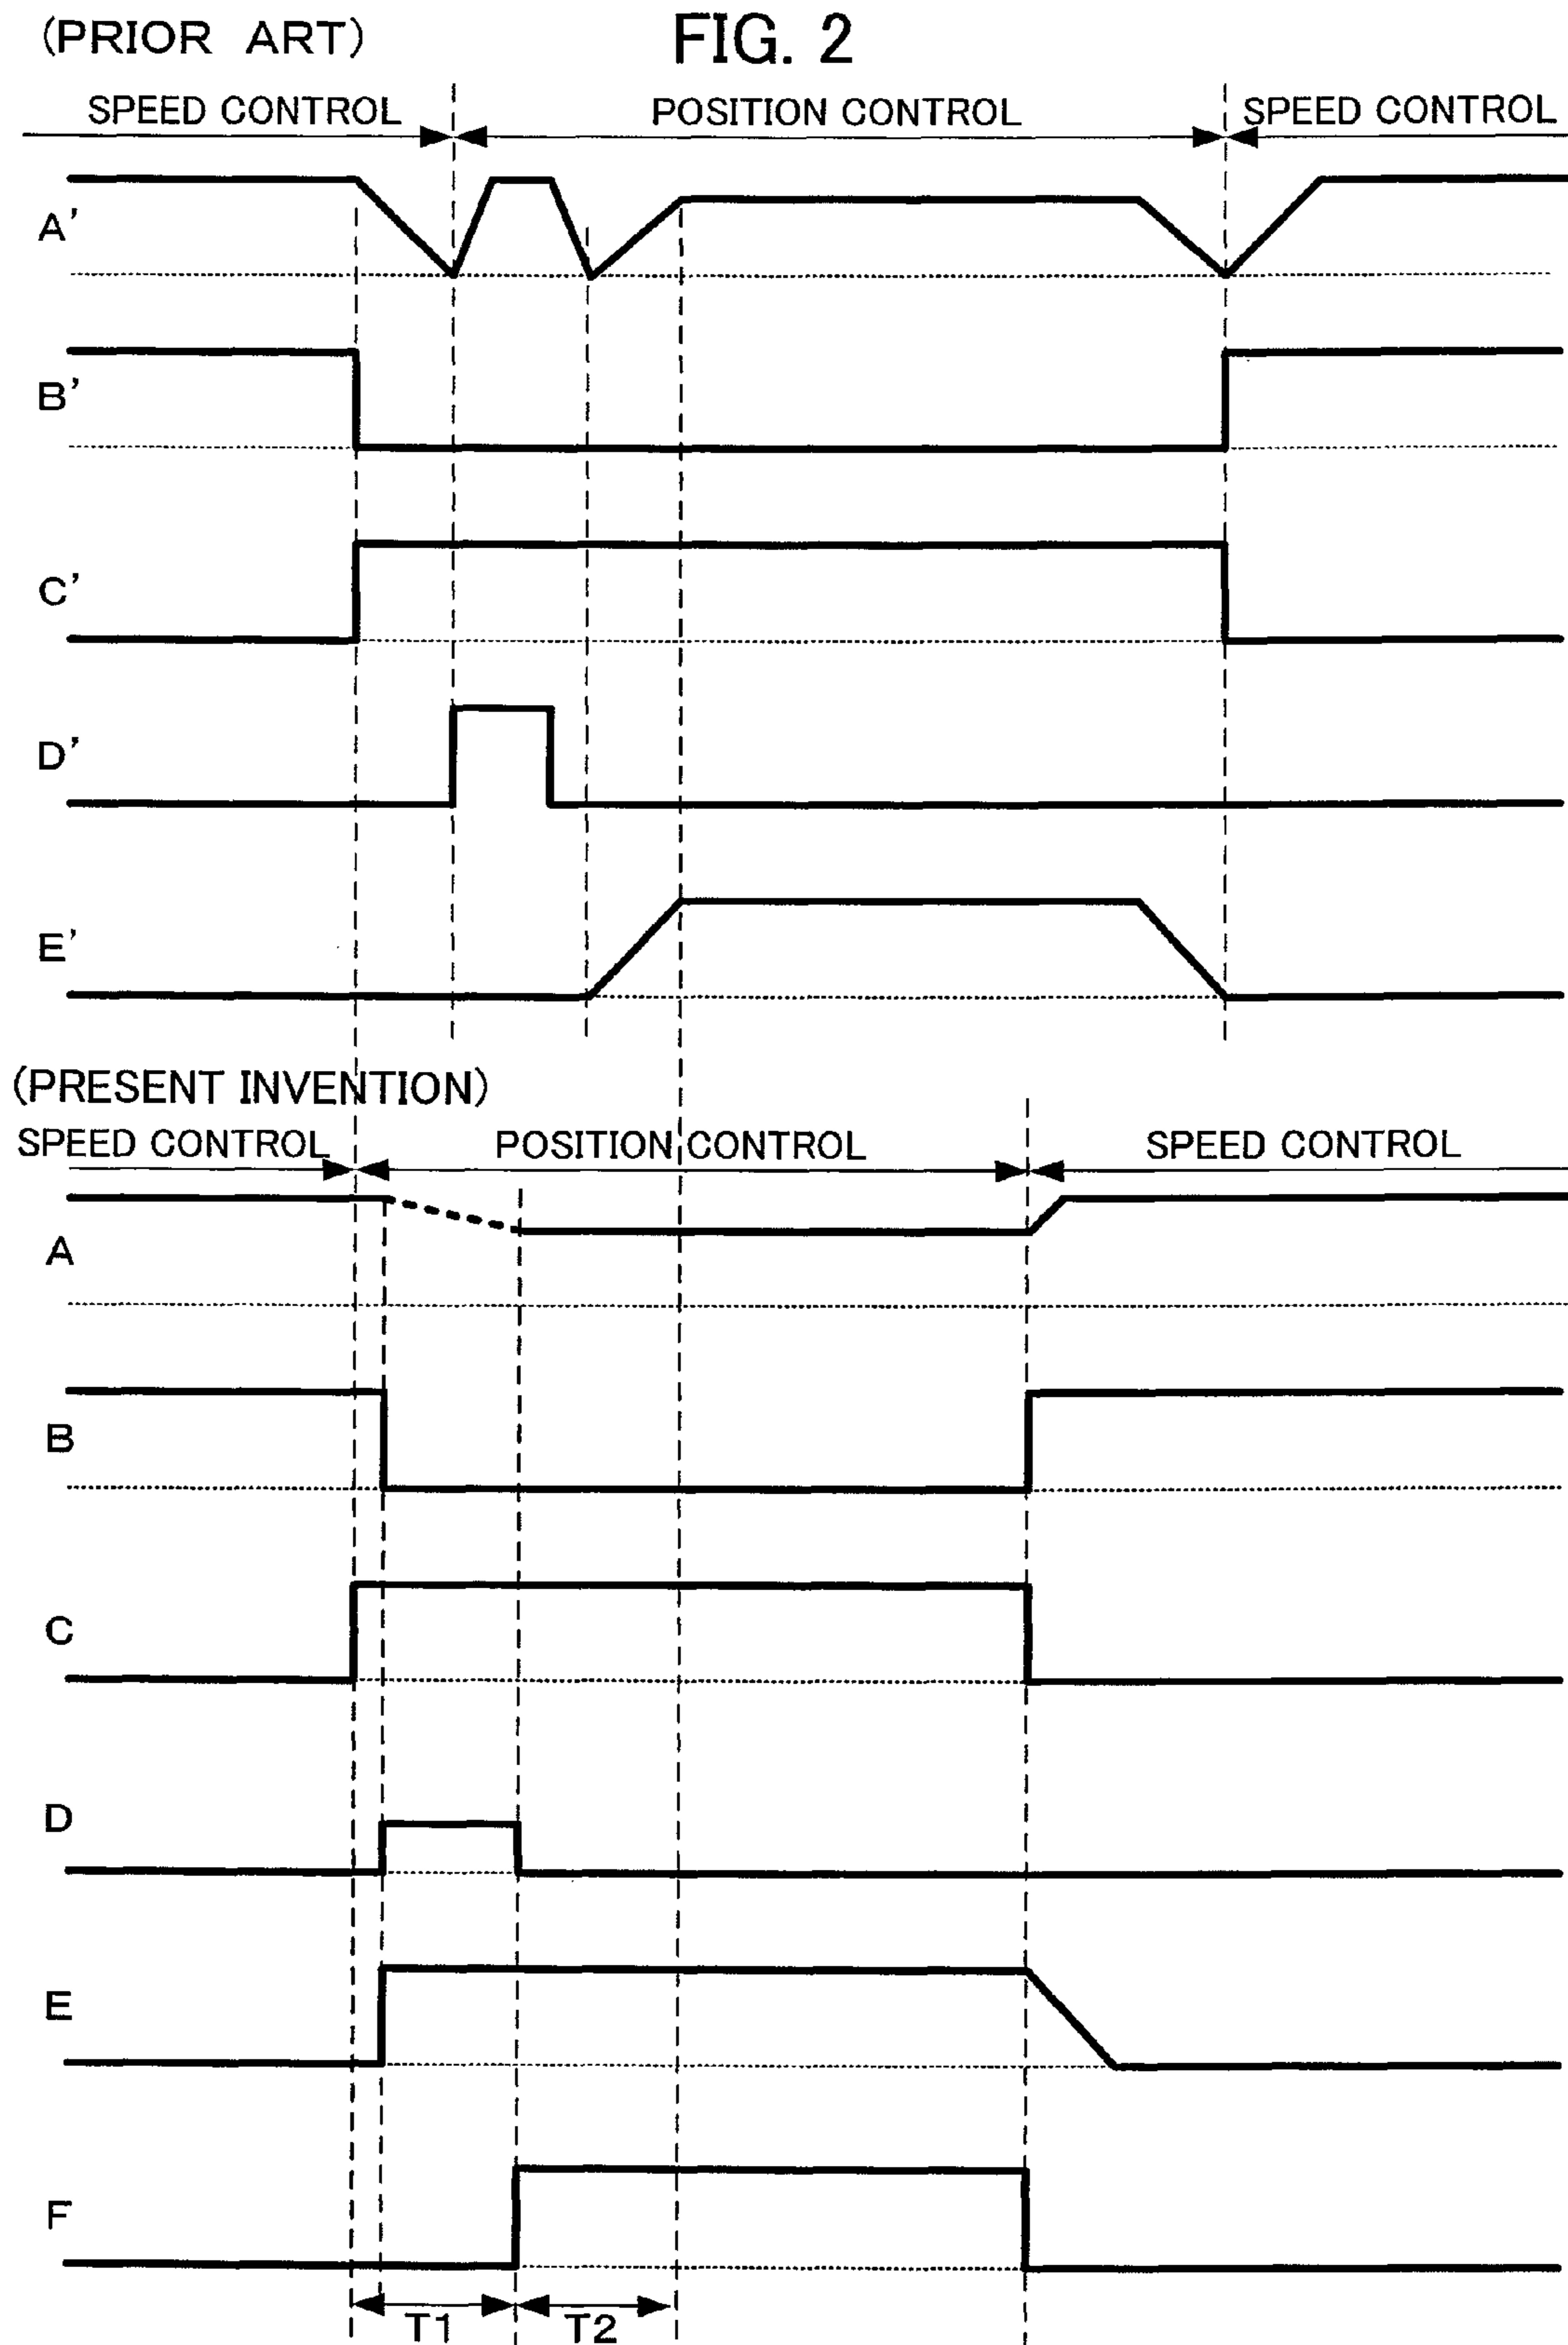 (PRIOR ART)
FIG. 2
SPEED CONTROL
POSITION CONTROL
SPEED CONTROL
A'
B'
C'
D'
E'
(PRESENT INVENTION)
SPEED CONTROL
POSITION CONTROL
SPEED CONTROL
A
B
C
D
E
F
T1
T2